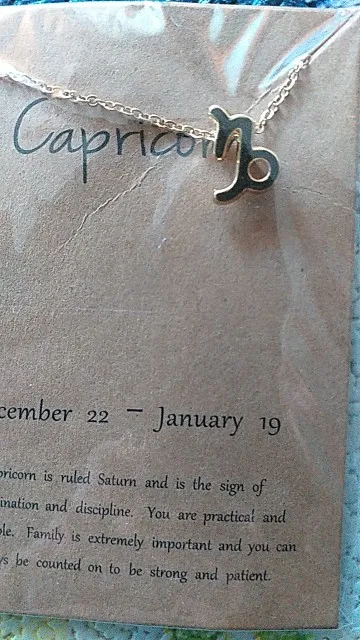 Capricorn
cember 22 – January 19
pricorn is ruled Saturn and is the sign of
ination and discipline. You are practical and
ble. Family is extremely important and you can
ys be counted on to be strong and patient.